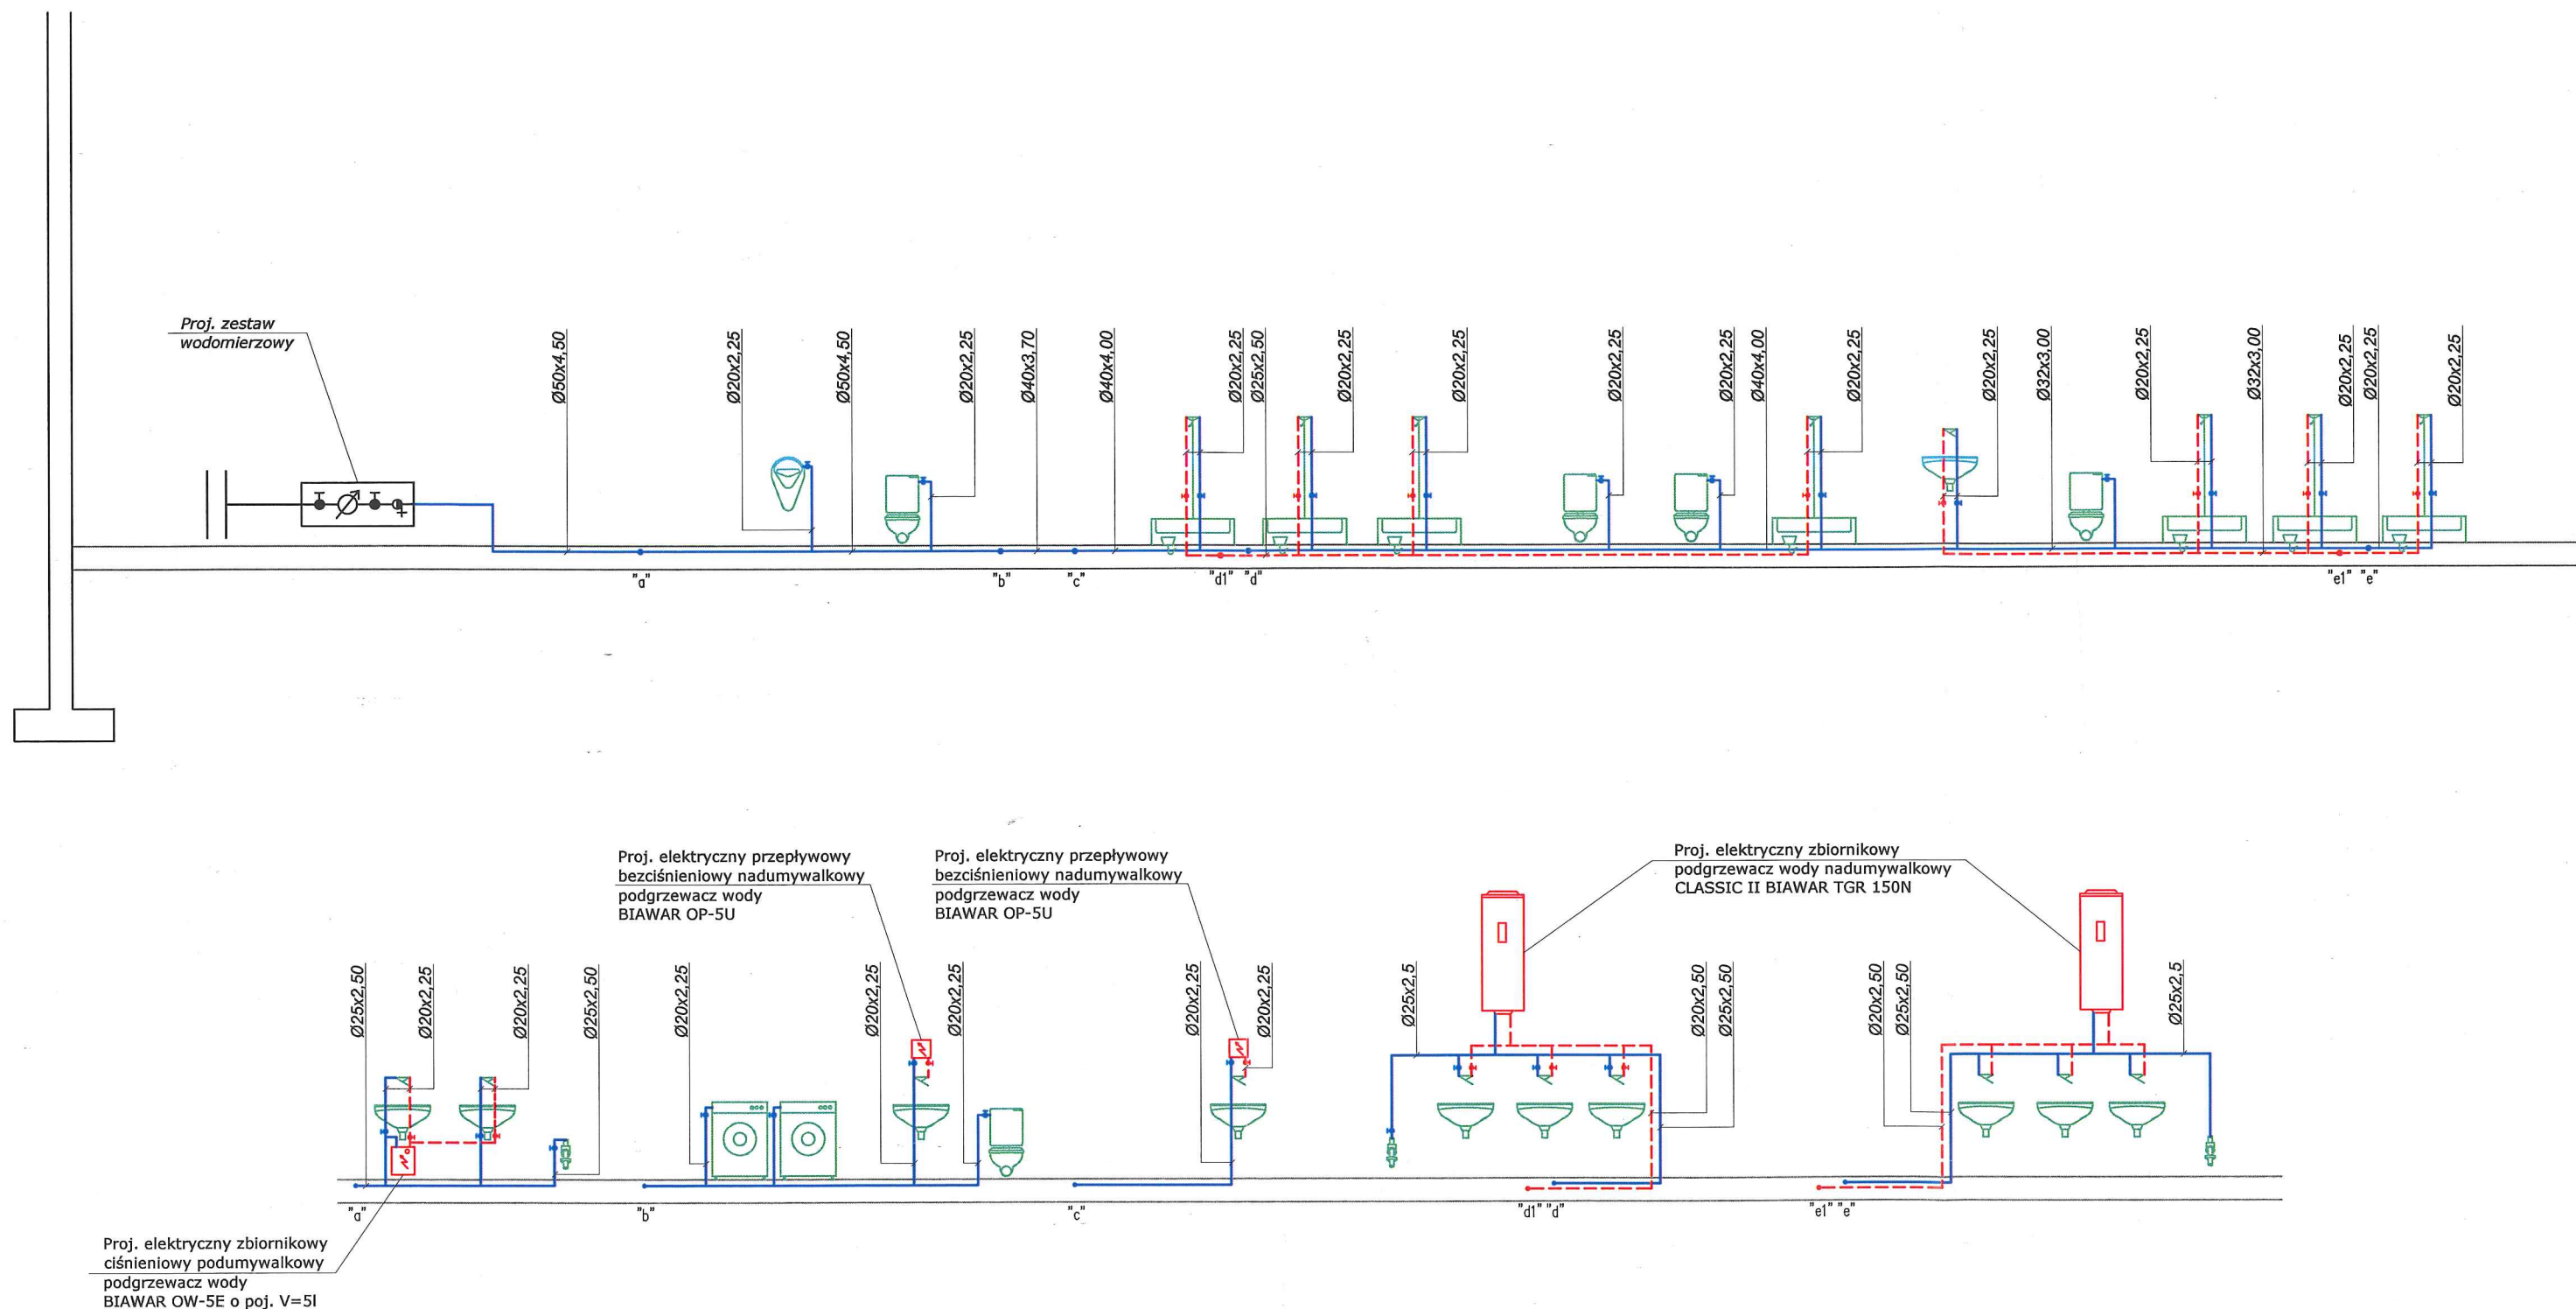 Proj. zestaw
wodomierzowy
Ø50x4,50
Ø20x2,25
Ø50x4,50
Ø20x2,25
Ø40x3,70
Ø40x4,00
Ø20x2,25
Ø25x2,50
Ø20x2,25
Ø20x2,25
Ø20x2,25
Ø20x2,25
Ø40x4,00
Ø20x2,25
Ø20x2,25
Ø32x3,00
Ø20x2,25
Ø32x3,00
Ø20x2,25
Ø20x2,25
Ø20x2,25
"a"
"b"
"c"
"d1" "d"
"e1" "e"
Proj. elektryczny przepływowy
bezciśnieniowy nadumywalkowy
podgrzewacz wody
BIAWAR OP-5U
Proj. elektryczny przepływowy
bezciśnieniowy nadumywalkowy
podgrzewacz wody
BIAWAR OP-5U
Proj. elektryczny zbiornikowy
podgrzewacz wody nadumywalkowy
CLASSIC II BIAWAR TGR 150N
Ø25x2,50
Ø20x2,25
Ø20x2,25
Ø25x2,50
Ø20x2,25
Ø20x2,25
Ø20x2,25
Ø20x2,25
Ø20x2,25
Ø25x2,5
Ø20x2,50
Ø25x2,50
Ø20x2,50
Ø25x2,50
Ø25x2,5
"a"
"b"
"c"
"d1" "d"
"e1" "e"
Proj. elektryczny zbiornikowy
ciśnieniowy podumywalkowy
podgrzewacz wody
BIAWAR OW-5E o poj. V=5l